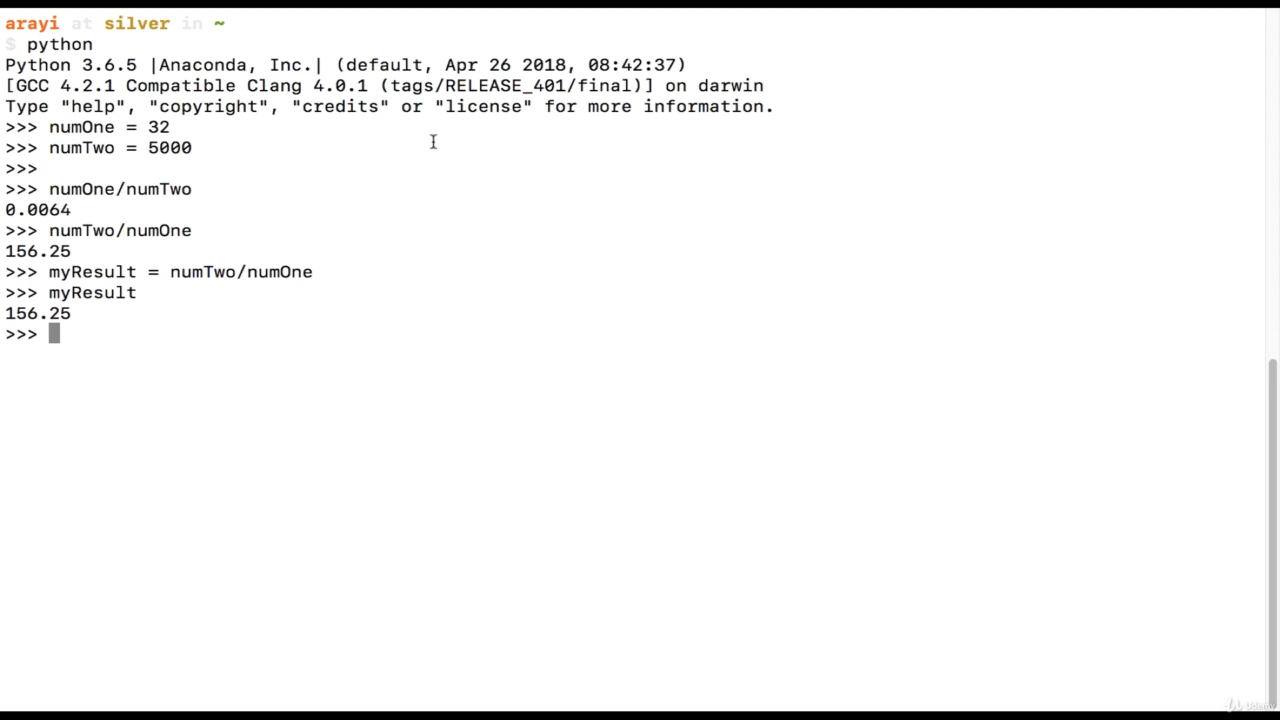 arayi at silver in ~
$ python
Python 3.6.5 |Anaconda, Inc.| (default, Apr 26 2018, 08:42:37)
[GCC 4.2.1 Compatible Clang 4.0.1 (tags/RELEASE_401/final)] on darwin
Type "help", "copyright", "credits" or "license" for more information.
>>> numOne = 32
>>> numTwo = 5000
>>>
>>> numOne/numTwo
0.0064
>>> numTwo/numOne
156.25
>>> myResult = numTwo/numOne
>>> myResult
156.25
>>>
Udemy